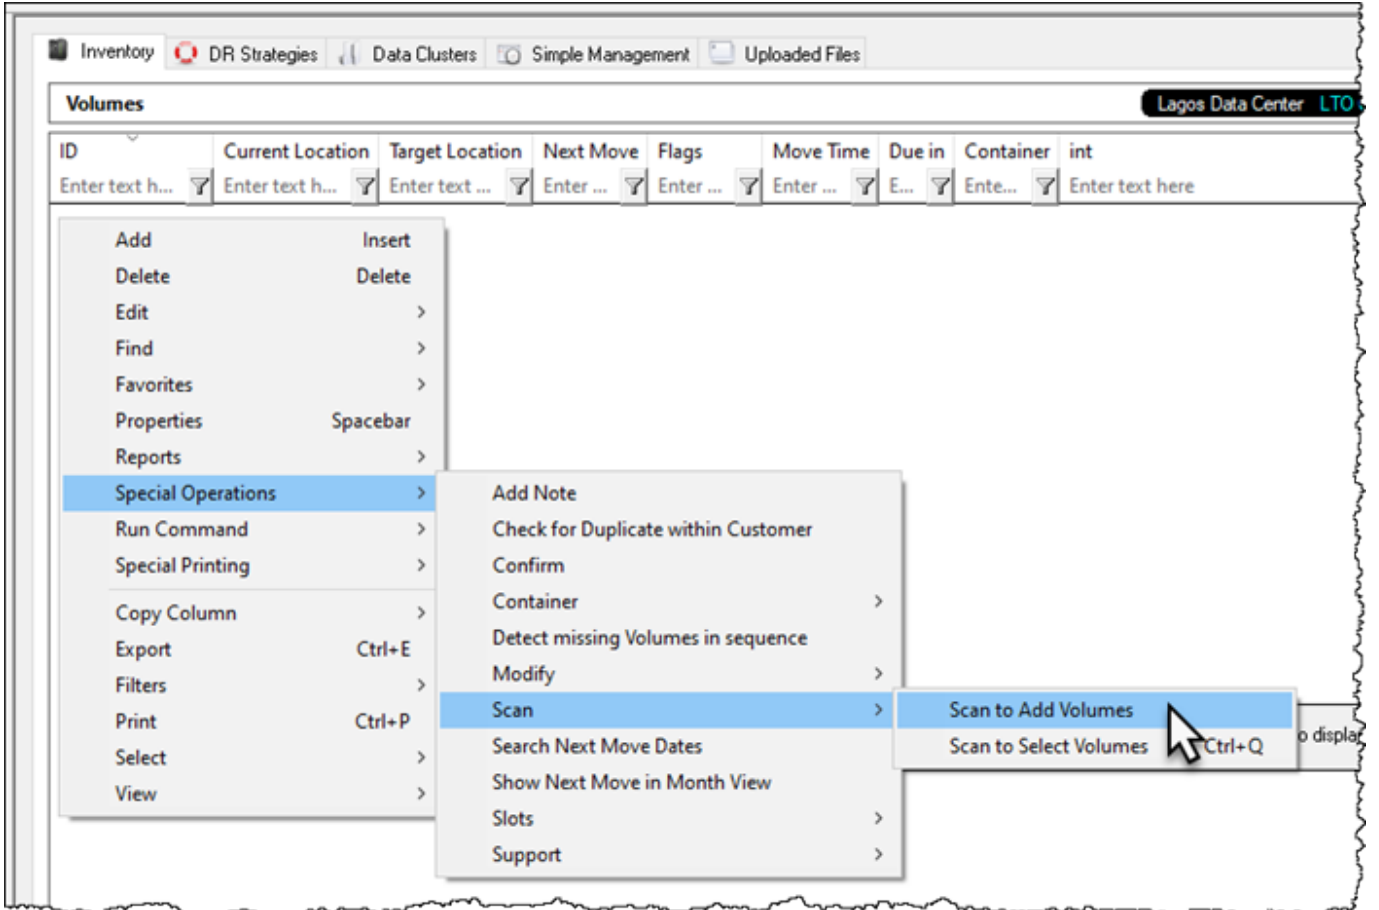 Inventory DR Strategies Data Clusters Simple Management Uploaded Files
Volumes Lagos Data Center LTO
ID Current Location Target Location Next Move Flags Move Time Due in Container int
Enter text h... Enter text h... Enter text ... Enter ... Enter ... Enter ... E... Ente... Enter text here
Add Insert
Delete Delete
Edit
Find
Favorites
Properties Spacebar
Reports
Special Operations
Run Command
Special Printing
Copy Column
Export Ctrl+E
Filters
Print Ctrl+P
Select
View
Add Note
Check for Duplicate within Customer
Confirm
Container
Detect missing Volumes in sequence
Modify
Scan
Search Next Move Dates
Show Next Move in Month View
Slots
Support
Scan to Add Volumes
Scan to Select Volumes Ctrl+Q